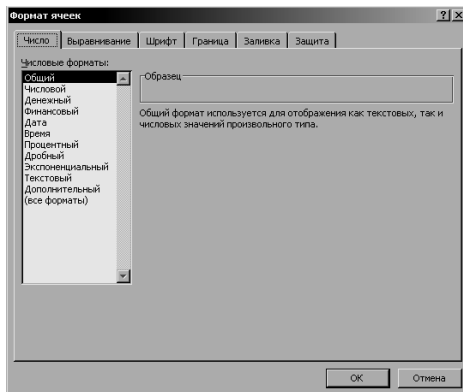 Формат ячеек
Число Выравнивание Шрифт Граница Заливка Защита
Числовые форматы:
Общий
Числовой
Денежный
Финансовый
Дата
Время
Процентный
Дробный
Экспоненциальный
Текстовый
Дополнительный
(все форматы)
Образец
Общий формат используется для отображения как текстовых, так и
числовых значений произвольного типа.
ОК Отмена